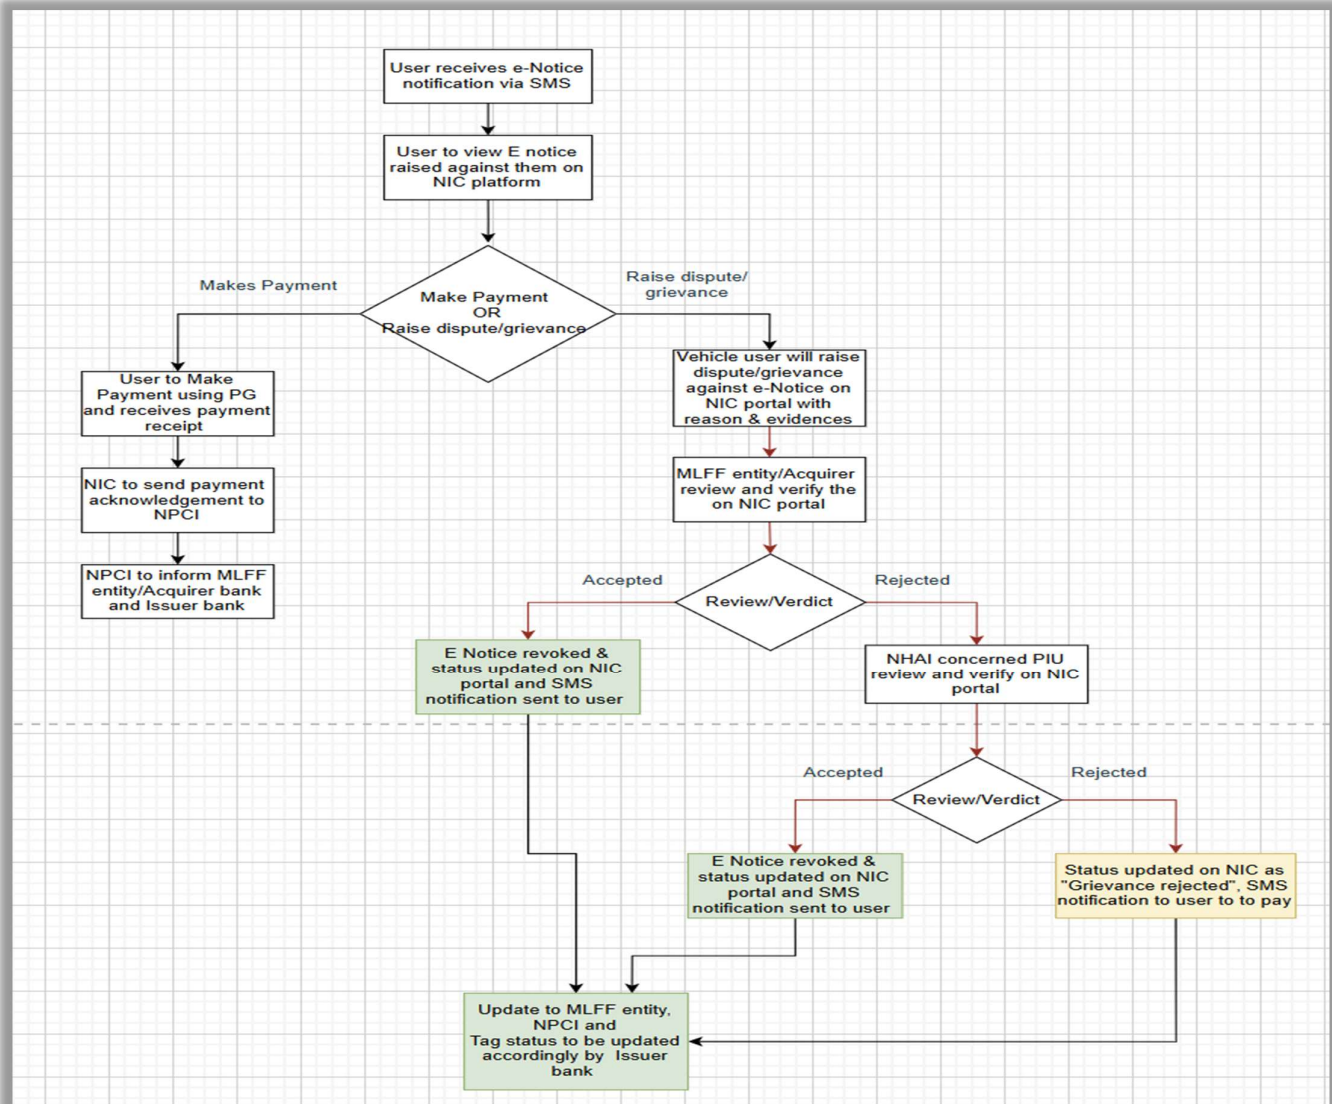 User receives e-Notice
notification via SMS
User to view E notice
raised against them on
NIC platform
Makes Payment
Make Payment
OR
Raise dispute/grievance
Raise dispute/
grievance
User to Make
Payment using PG
and receives payment
receipt
NIC to send payment
acknowledgement to
NPCI
NPCI to inform MLFF
entity/Acquirer bank
and Issuer bank
Vehicle user will raise
dispute/grievance
against e-Notice on
NIC portal with
reason & evidences
MLFF entity/Acquirer
review and verify the
on NIC portal
Accepted
Review/Verdict
Rejected
E Notice revoked &
status updated on NIC
portal and SMS
notification sent to user
NHAI concerned PIU
review and verify on NIC
portal
Accepted
Review/Verdict
Rejected
E Notice revoked &
status updated on NIC
portal and SMS
notification sent to user
Status updated on NIC as
"Grievance rejected", SMS
notification to user to to pay
Update to MLFF entity,
NPCI and
Tag status to be updated
accordingly by Issuer
bank